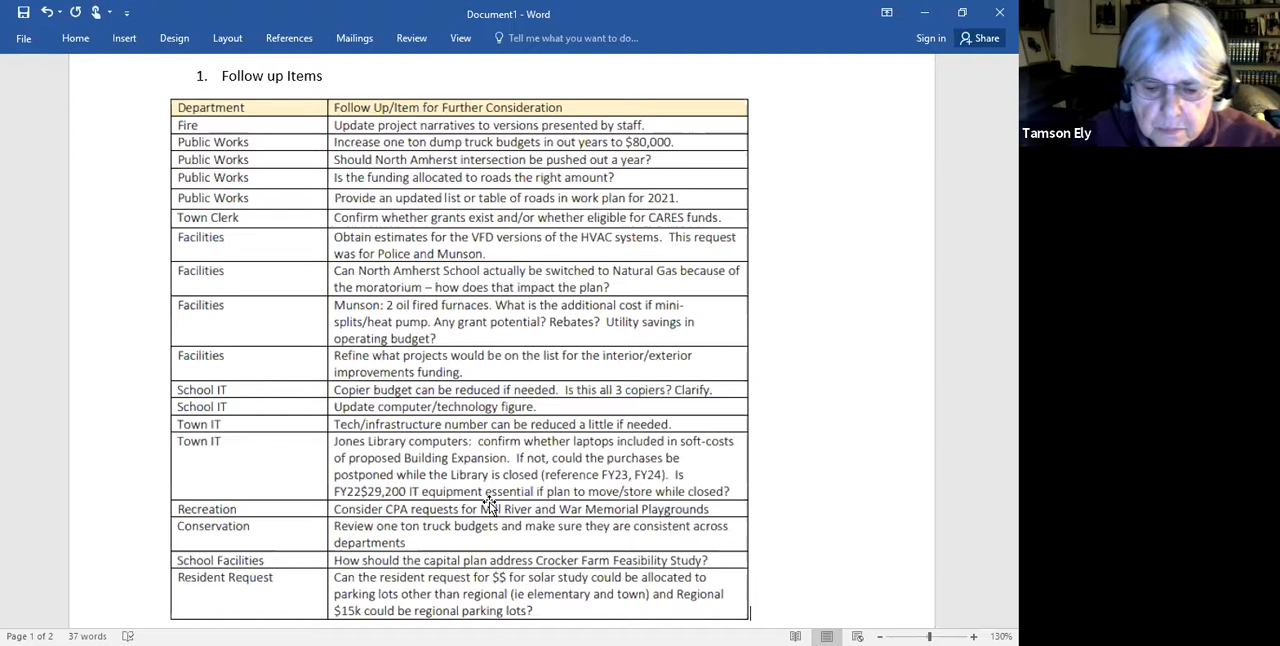 Document1 - Word
File
Home
Insert
Design
Layout
References
Mailings
Review
View
Tell me what you want to do...
Sign in
Share
1. Follow up Items
Department Follow Up/Item for Further Consideration
Fire Update project narratives to versions presented by staff.
Public Works Increase one ton dump truck budgets in out years to $80,000.
Public Works Should North Amherst intersection be pushed out a year?
Public Works Is the funding allocated to roads the right amount?
Public Works Provide an updated list or table of roads in work plan for 2021.
Town Clerk Confirm whether grants exist and/or whether eligible for CARES funds.
Facilities Obtain estimates for the VFD versions of the HVAC systems. This request
was for Police and Munson.
Facilities Can North Amherst School actually be switched to Natural Gas because of
the moratorium – how does that impact the plan?
Facilities Munson: 2 oil fired furnaces. What is the additional cost if mini-
splits/heat pump. Any grant potential? Rebates? Utility savings in
operating budget?
Facilities Refine what projects would be on the list for the interior/exterior
improvements funding.
School IT Copier budget can be reduced if needed. Is this all 3 copiers? Clarify.
School IT Update computer/technology figure.
Town IT Tech/infrastructure number can be reduced a little if needed.
Town IT Jones Library computers: confirm whether laptops included in soft-costs
of proposed Building Expansion. If not, could the purchases be
postponed while the Library is closed (reference FY23, FY24). Is
FY22$29,200 IT equipment essential if plan to move/store while closed?
Recreation Consider CPA requests for Mill River and War Memorial Playgrounds
Conservation Review one ton truck budgets and make sure they are consistent across
departments
School Facilities How should the capital plan address Crocker Farm Feasibility Study?
Resident Request Can the resident request for $$ for solar study could be allocated to
parking lots other than regional (ie elementary and town) and Regional
$15k could be regional parking lots?
Page 1 of 2
37 words
130%
Tamson Ely